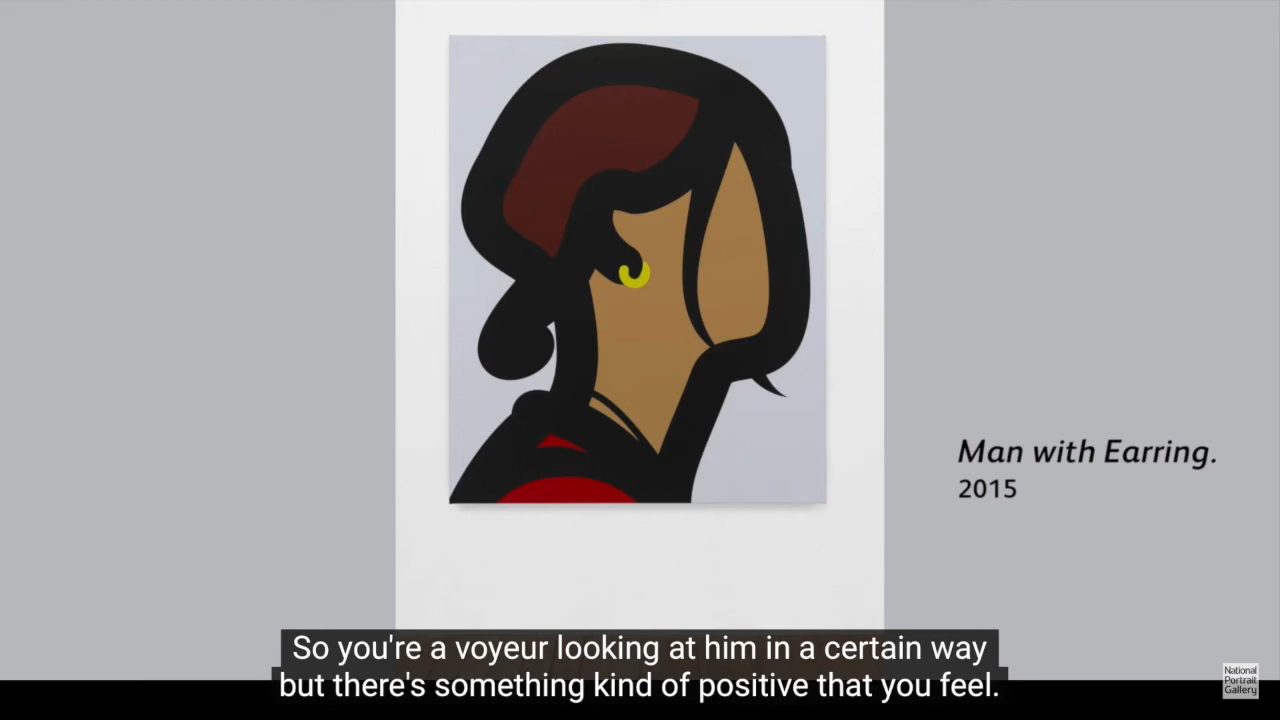 Man with Earring.
2015
So you're a voyeur looking at him in a certain way
but there's something kind of positive that you feel.
National
Portrait
Gallery